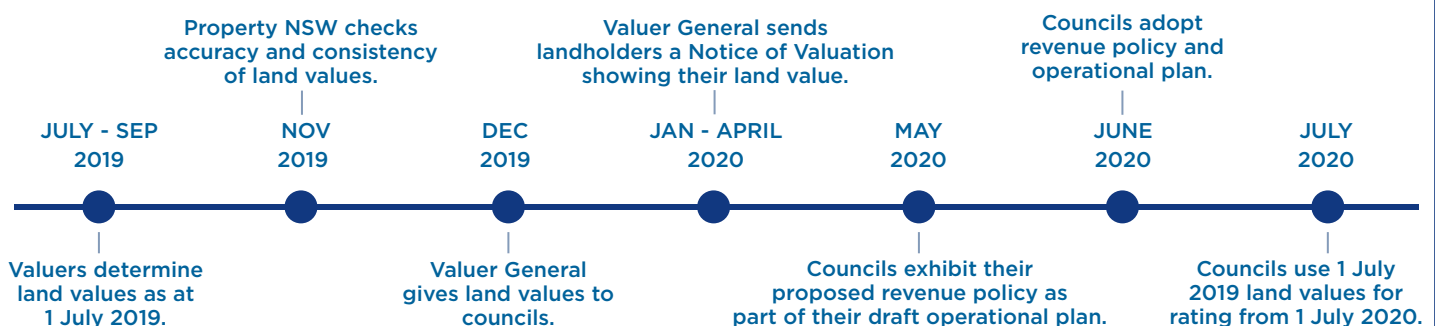 Property NSW checks
accuracy and consistency
of land values.
Valuer General sends
landholders a Notice of Valuation
showing their land value.
Councils adopt
revenue policy and
operational plan.
JULY - SEP
2019
NOV
2019
DEC
2019
JAN - APRIL
2020
MAY
2020
JUNE
2020
JULY
2020
Valuers determine
land values as at
1 July 2019.
Valuer General
gives land values to
councils.
Councils exhibit their
proposed revenue policy as
part of their draft operational plan.
Councils use 1 July
2019 land values for
rating from 1 July 2020.